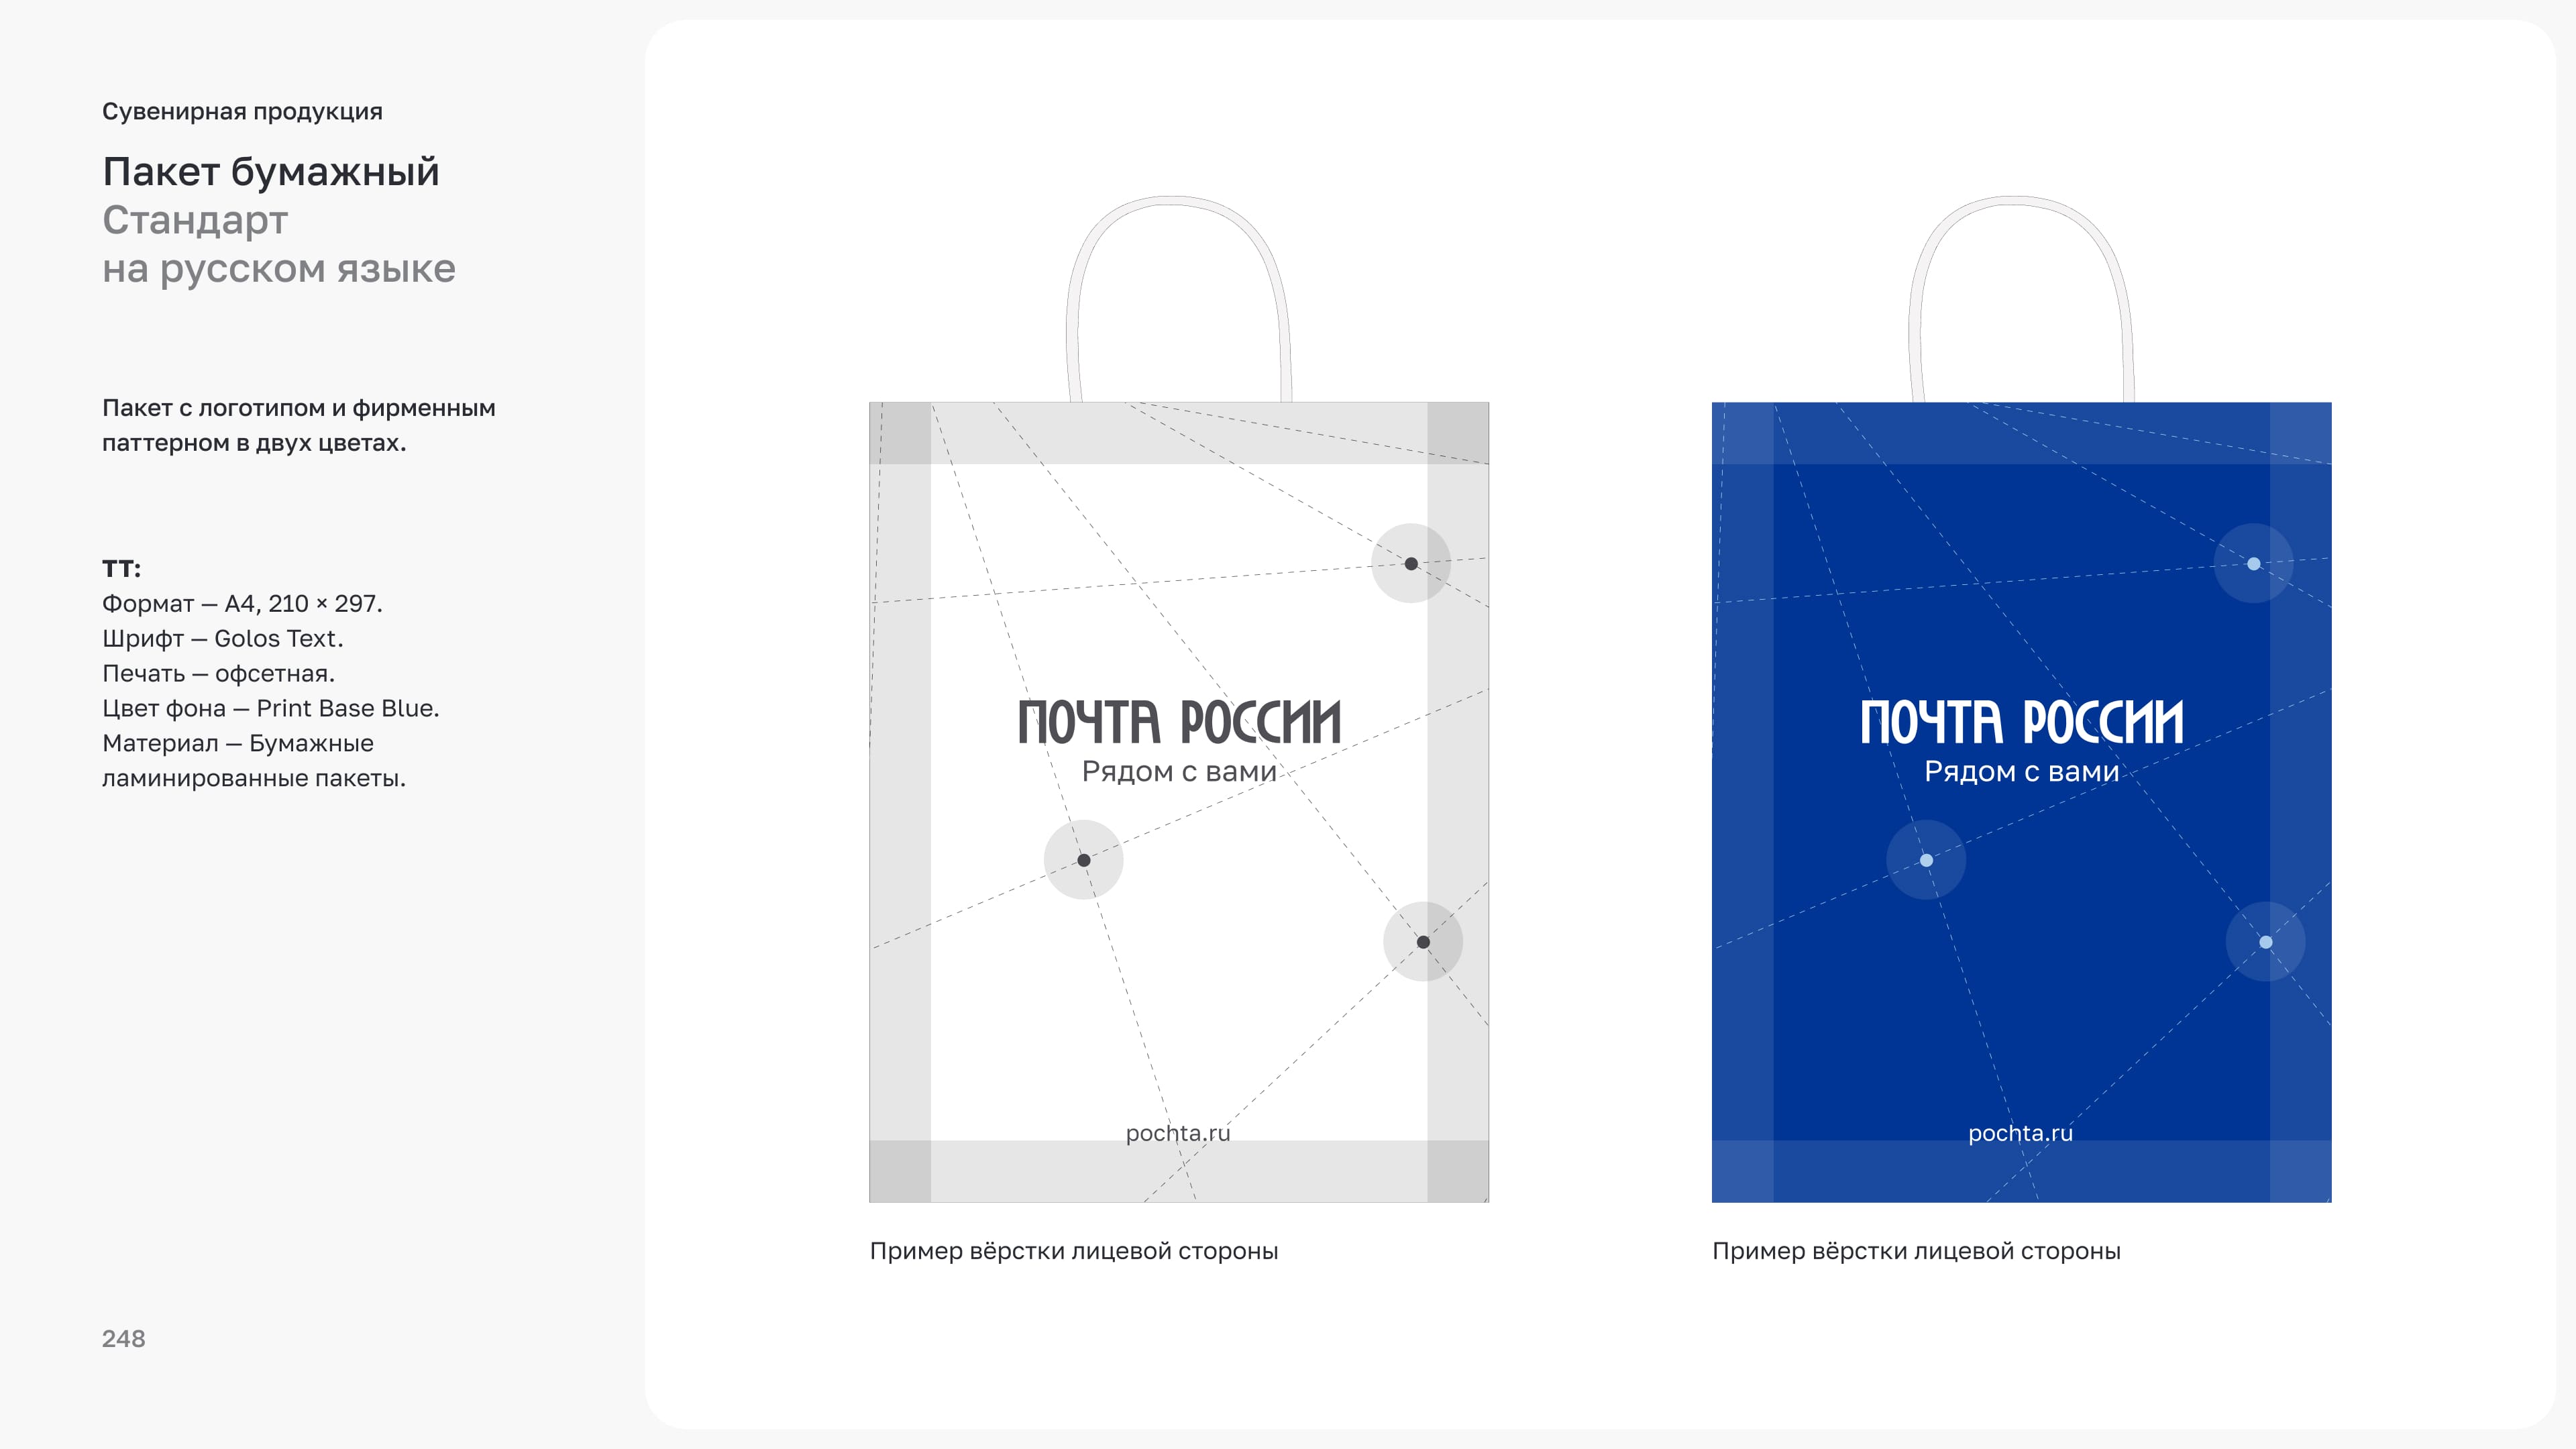 Сувенирная продукция
Пакет бумажный
Стандарт
на русском языке
Пакет с логотипом и фирменным
паттерном в двух цветах.
ТТ:
Формат — А4, 210 × 297.
Шрифт — Golos Text.
Печать — офсетная.
Цвет фона — Print Base Blue.
Материал — Бумажные
ламинированные пакеты.
248
ПОЧТА РОССИИ
Рядом с вами
pochta.ru
Пример вёрстки лицевой стороны
ПОЧТА РОССИИ
Рядом с вами
pochta.ru
Пример вёрстки лицевой стороны